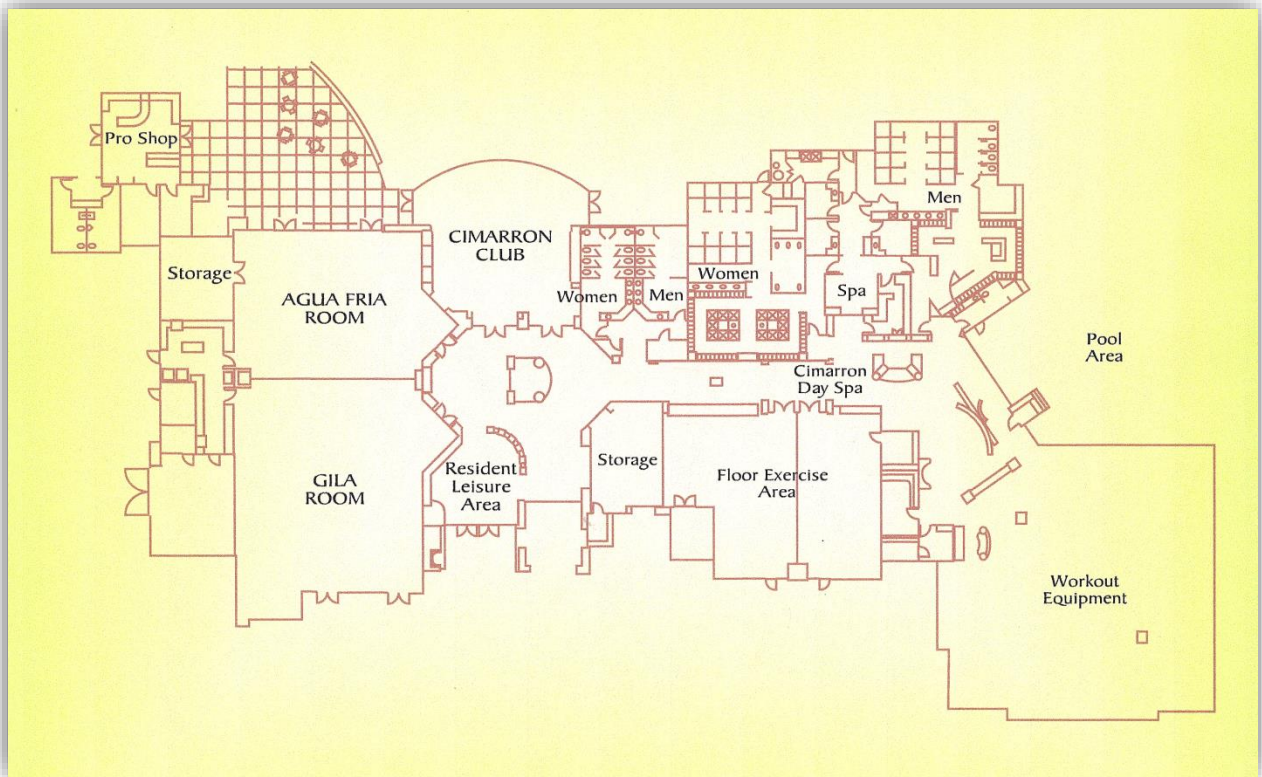 Pro Shop
Men
CIMARRON
CLUB
Storage
Women
Spa
AGUA FRIA
ROOM
Women
Men
Pool
Area
Cimarron
Day Spa
Resident
Leisure
Area
Storage
Floor Exercise
Area
GILA
ROOM
Workout
Equipment